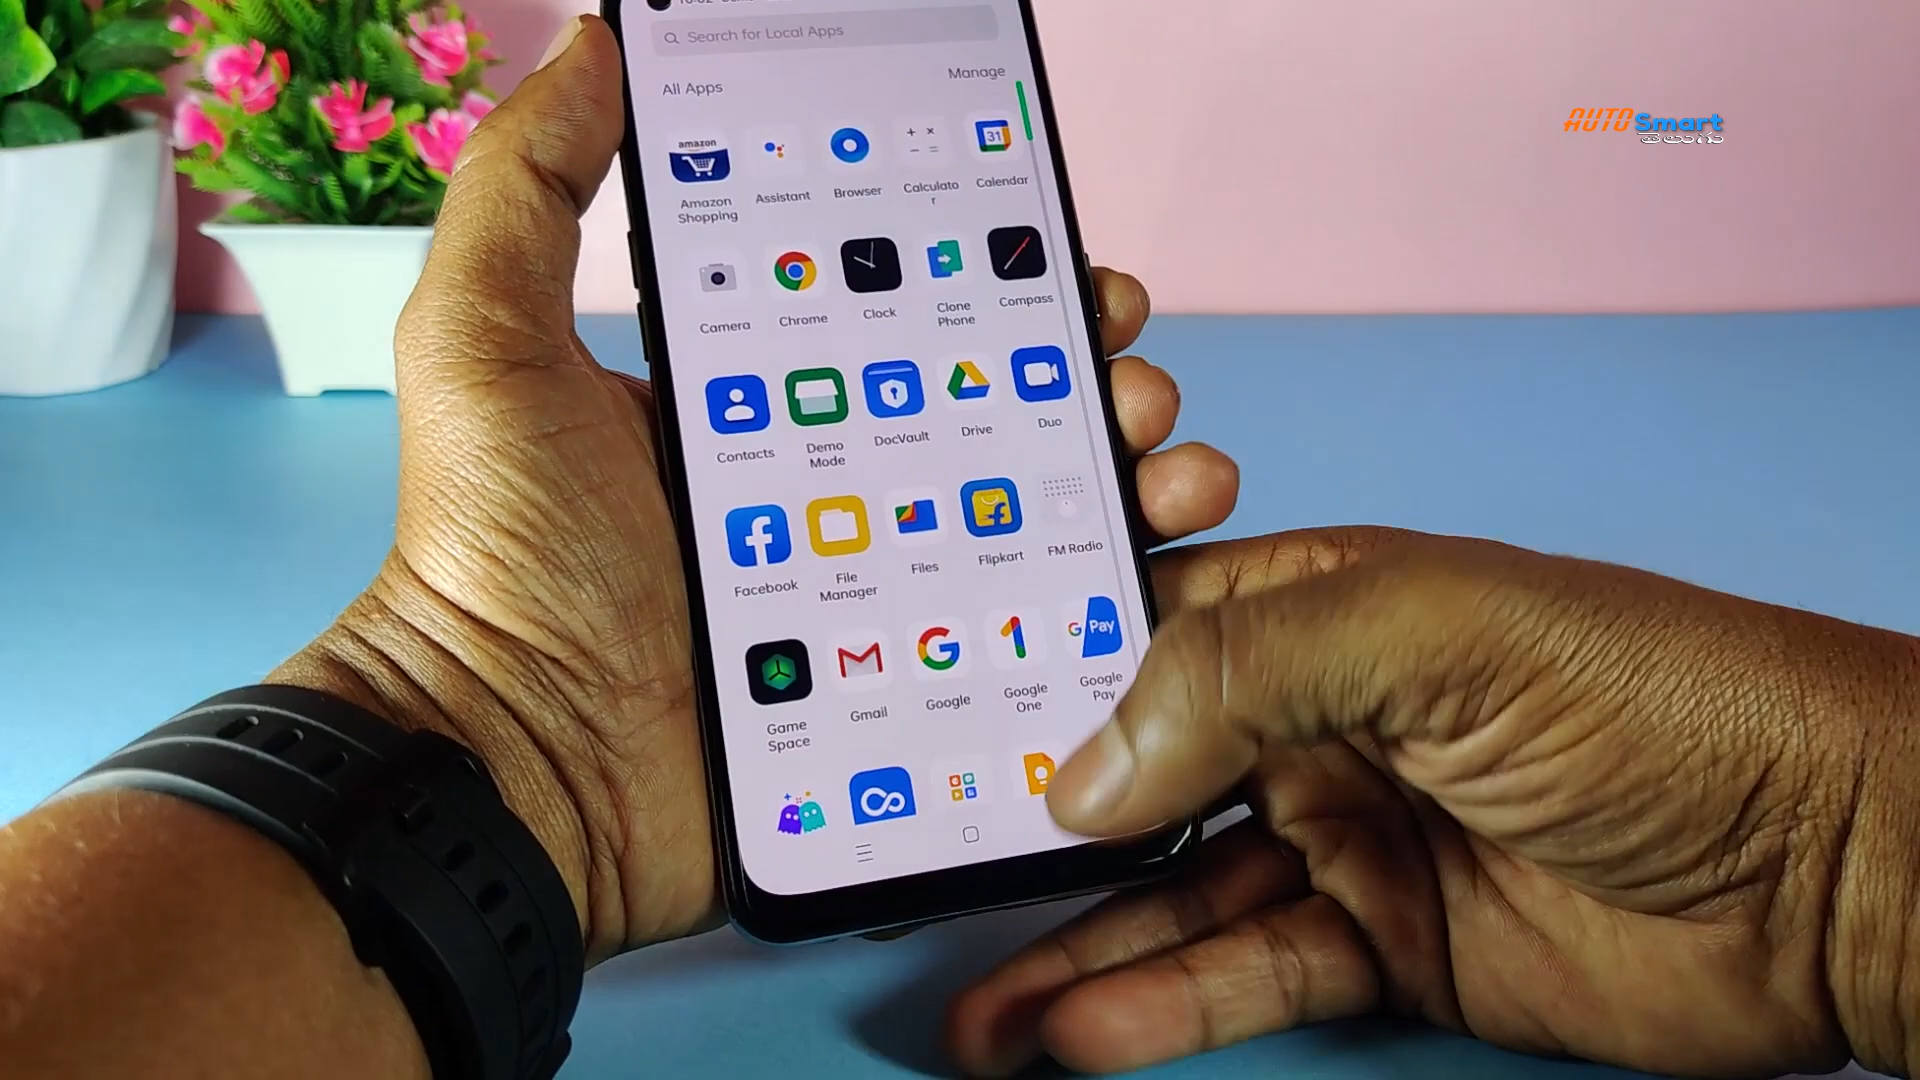 Search for Local Apps
All Apps
Manage
amazon
31
Amazon
Shopping
Assistant
Browser
Calculato
r
Calendar
Camera
Chrome
Clock
Clone
Phone
Compass
Contacts
Demo
Mode
DocVault
Drive
Duo
Facebook
File
Manager
Files
Flipkart
FM Radio
G Pay
Game
Space
Gmail
Google
Google
One
Google
Pay
AUTO Smart
తెలుగు